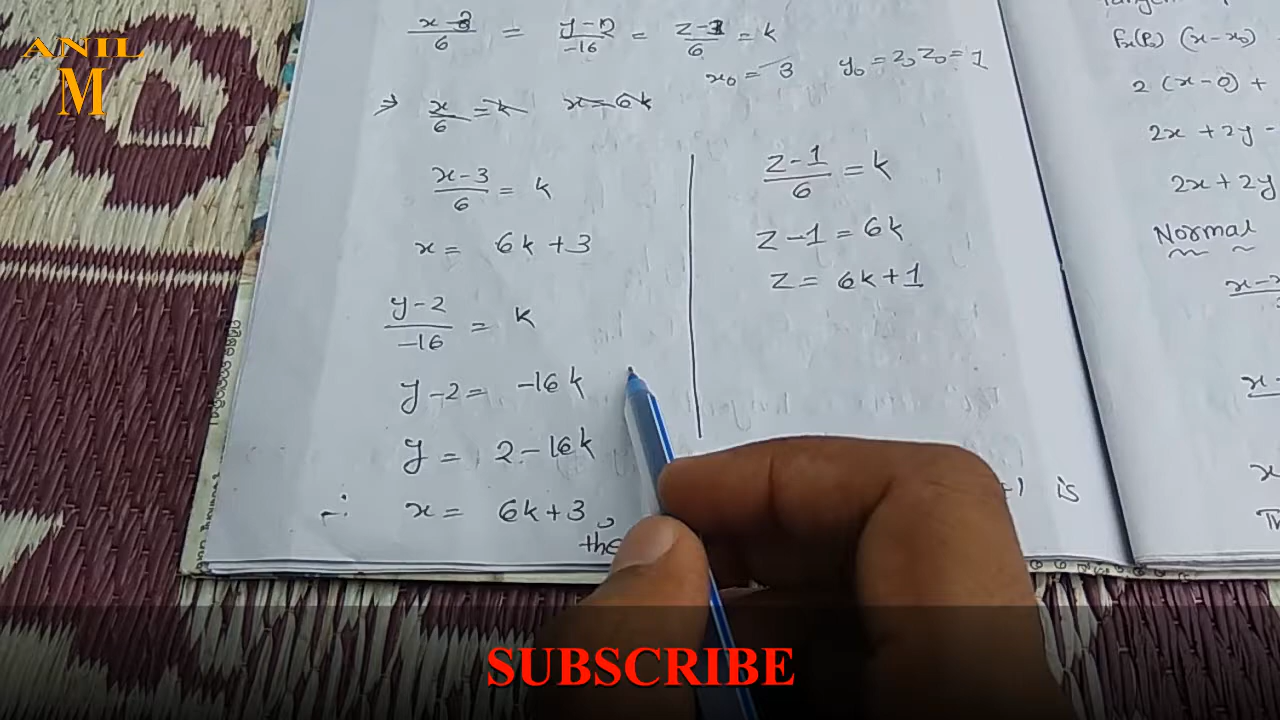 ANIL
M
x-3/6 = y-2/-16 = z-1/6 = k
x₀ = 3 y₀ = 2, z₀ = 1
⇒ x/6 = k x = 6k
x-3/6 = k
x = 6k+3
y-2/-16 = k
y-2 = -16k
y = 2-16k
∴ x = 6k+3,
the
z-1/6 = k
z-1 = 6k
z = 6k+1
is
(x-x₀)
2(x-0) +
2x + 2y -
2x + 2y
Normal
SUBSCRIBE